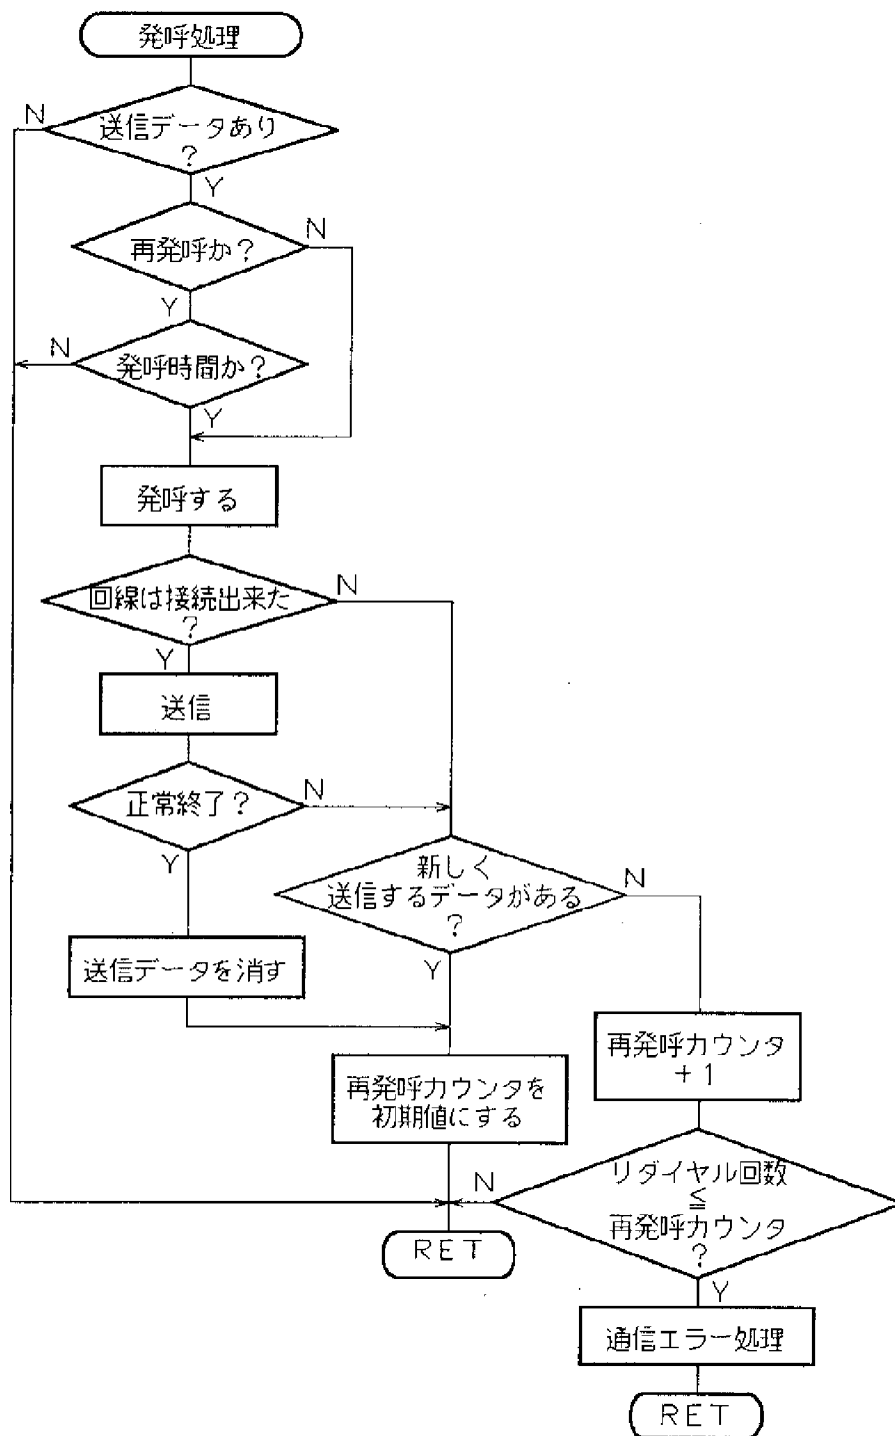 発呼処理
N
送信データあり
?
Y
N
再発呼か?
Y
N
発呼時間か?
Y
発呼する
N
回線は接続出来た
?
Y
送信
N
正常終了?
Y
新しく
送信するデータがある
?
N
Y
送信データを消す
再発呼カウンタ
+1
再発呼カウンタを
初期値にする
N
リダイヤル回数
≦
再発呼カウンタ
?
RET
Y
通信エラー処理
RET